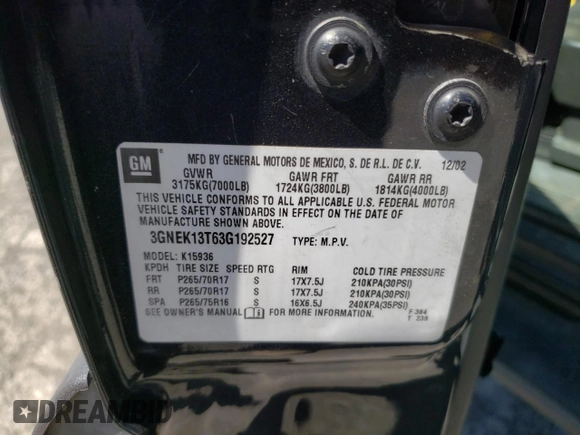 GM ®
MFD BY GENERAL MOTORS DE MEXICO, S. DE R.L. DE C.V. 12/02
GVWR GAWR FRT GAWR RR
3175KG(7000LB) 1724KG(3800LB) 1814KG(4000LB)
THIS VEHICLE CONFORMS TO ALL APPLICABLE U.S. FEDERAL MOTOR
VEHICLE SAFETY STANDARDS IN EFFECT ON THE DATE OF
MANUFACTURE SHOWN ABOVE.
3GNEK13T63G192527 TYPE: M.P.V.
MODEL: K15936
KPDH TIRE SIZE SPEED RTG RIM COLD TIRE PRESSURE
FRT P265/70R17 S 17X7.5J 210KPA(30PSI)
RR P265/70R17 S 17X7.5J 210KPA(30PSI)
SPA P265/75R16 S 16X6.5J 240KPA(35PSI)
SEE OWNER'S MANUAL FOR MORE INFORMATION.
F 384
T 239
DREAMBID